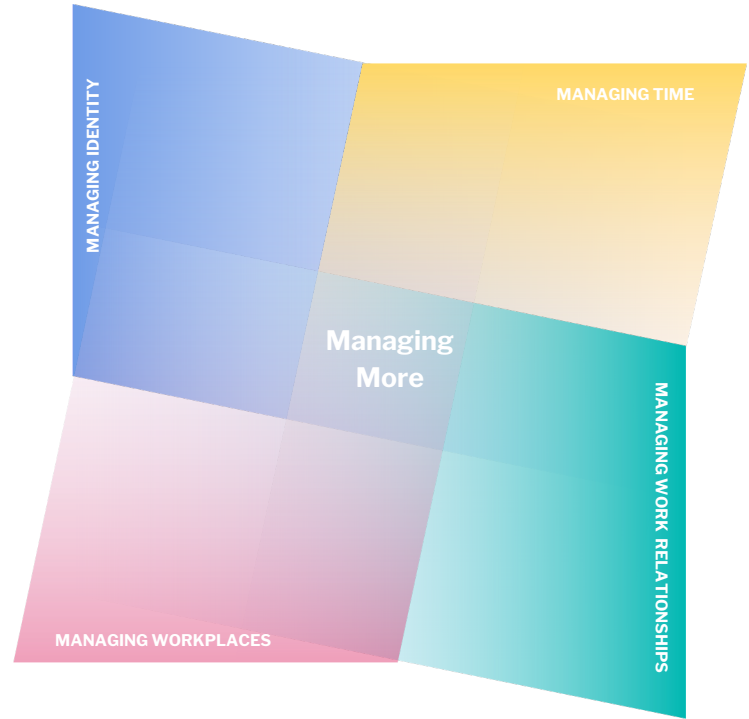 MANAGING IDENTITY
MANAGING TIME
Managing
More
MANAGING WORK RELATIONSHIPS
MANAGING WORKPLACES